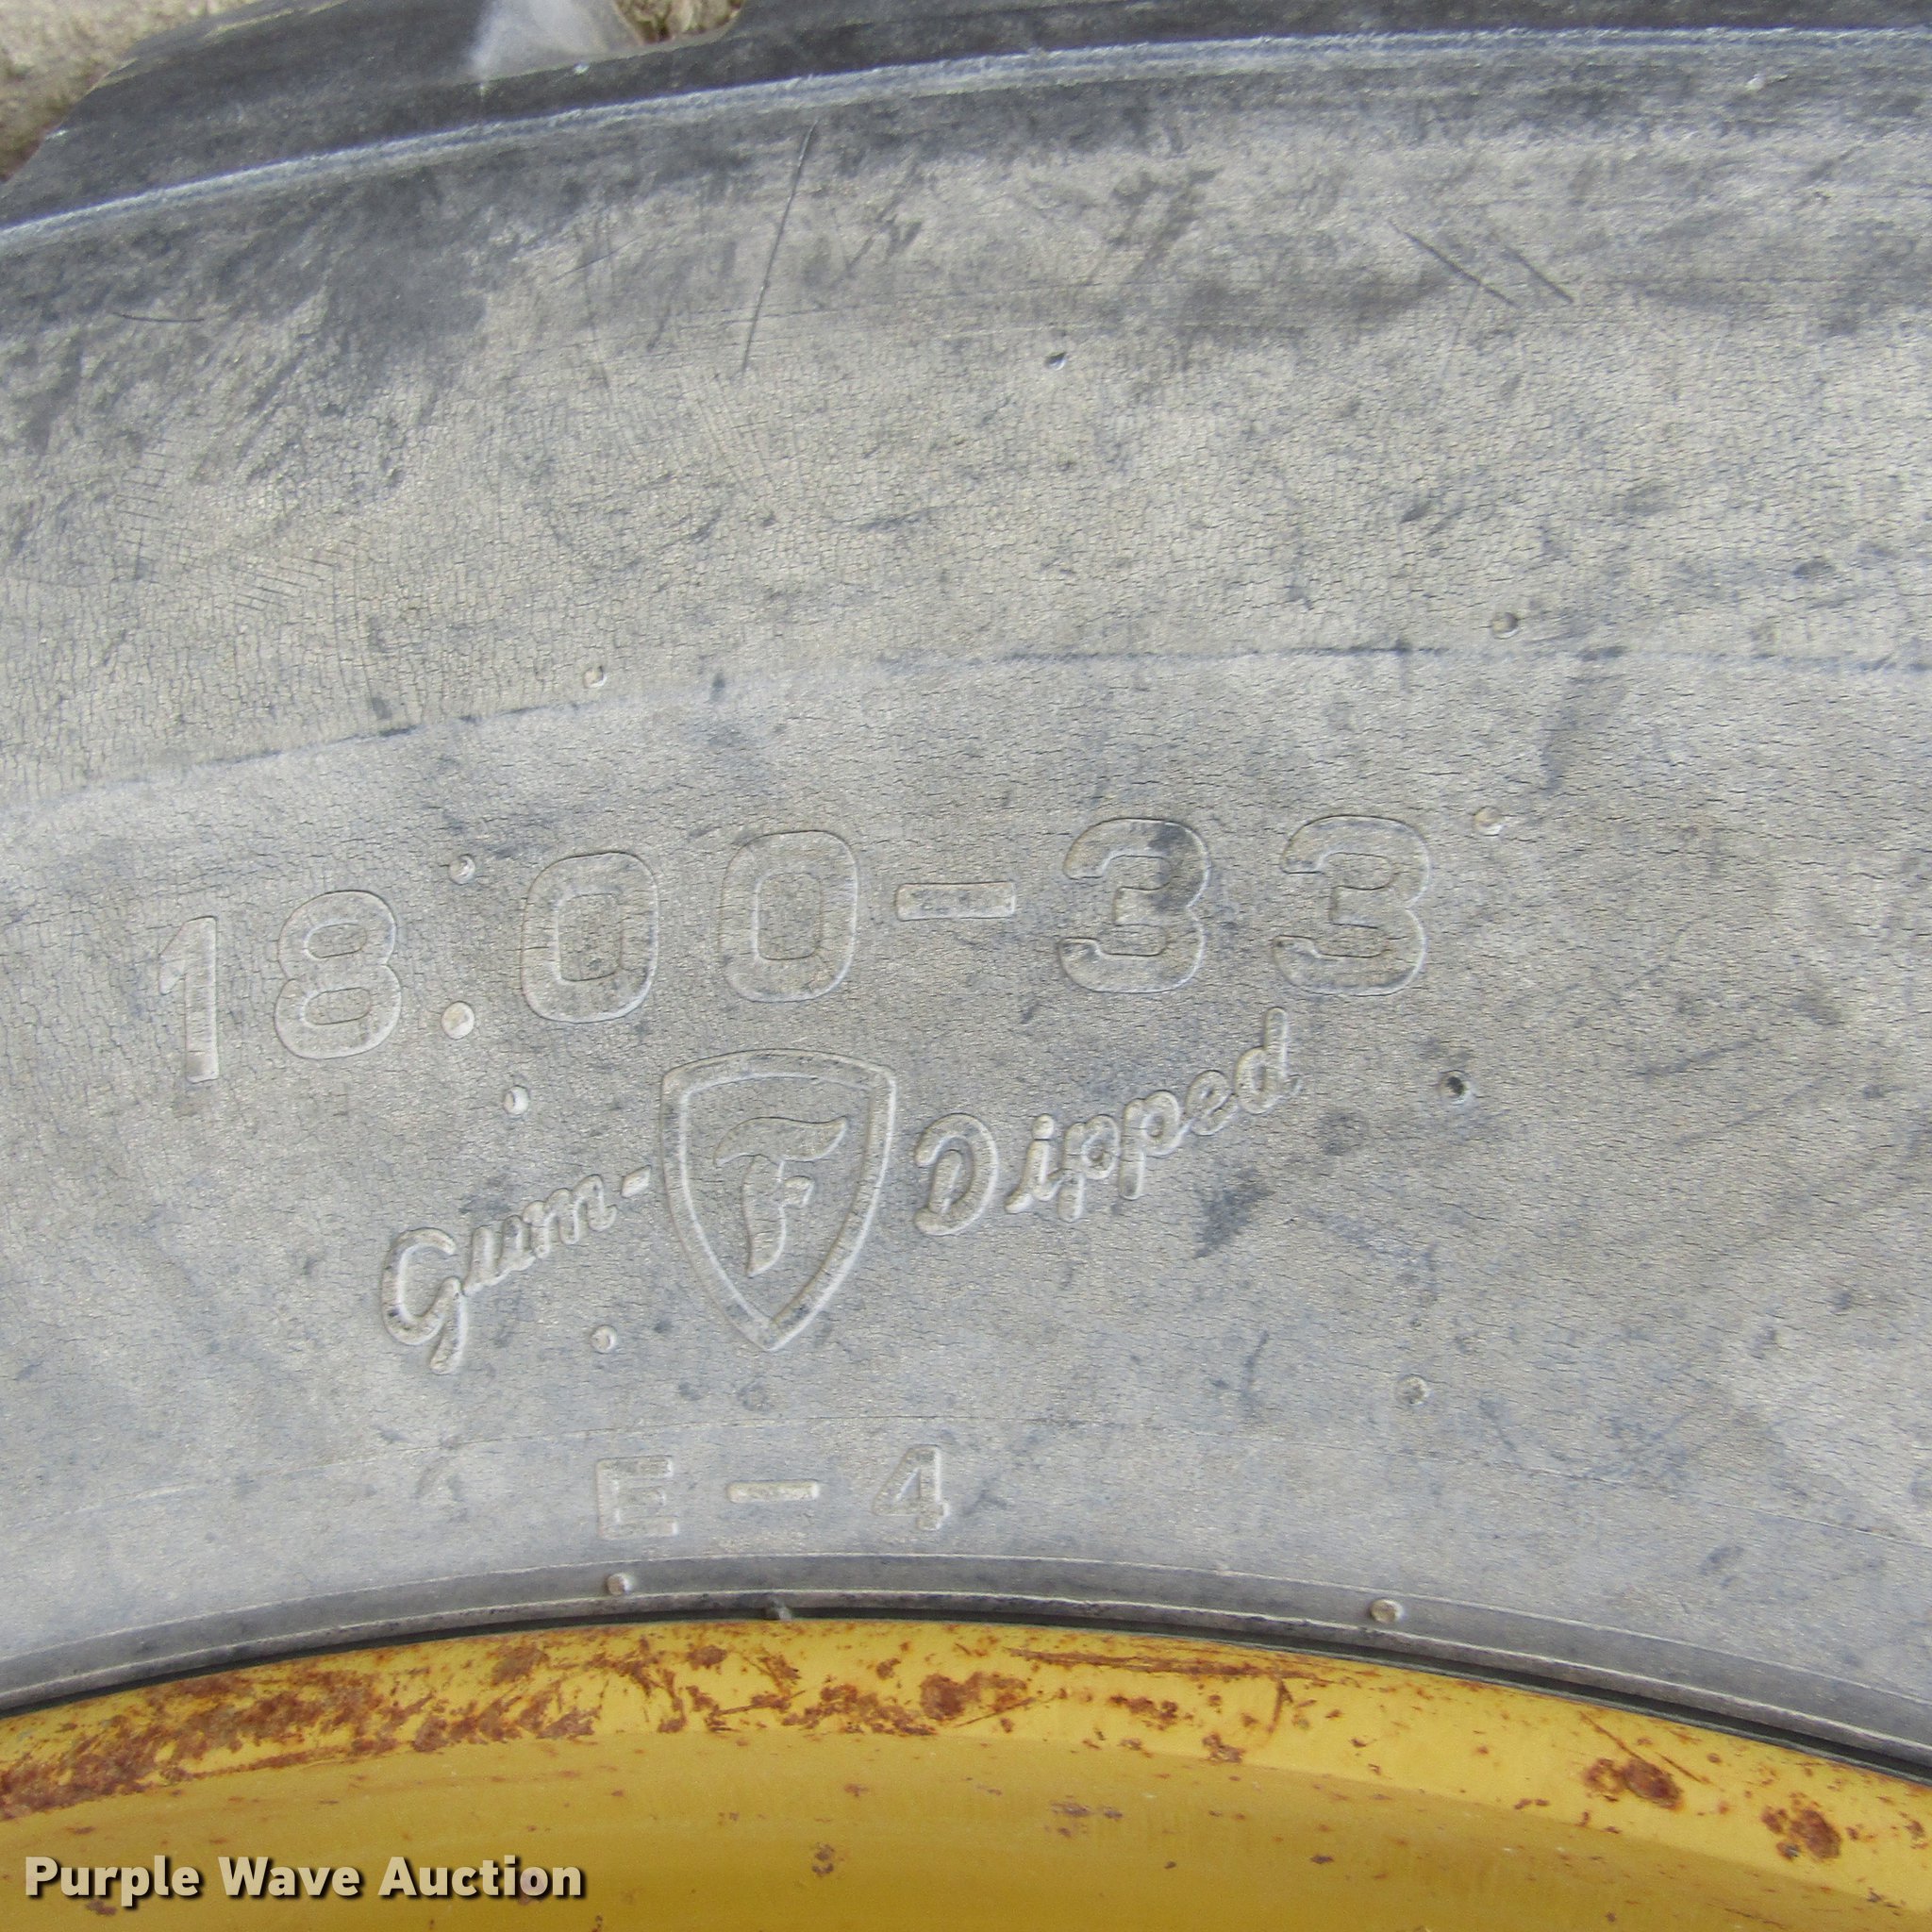 18.00-33
Gum-F Dipped
E-4
Purple Wave Auction